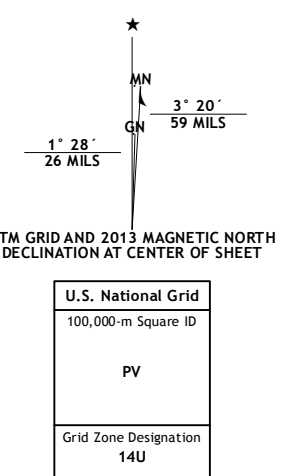 ★
MN
3° 20´
59 MILS
GN
1° 28´
26 MILS
TM GRID AND 2013 MAGNETIC NORTH
DECLINATION AT CENTER OF SHEET
U.S. National Grid
100,000-m Square ID
PV
Grid Zone Designation
14U